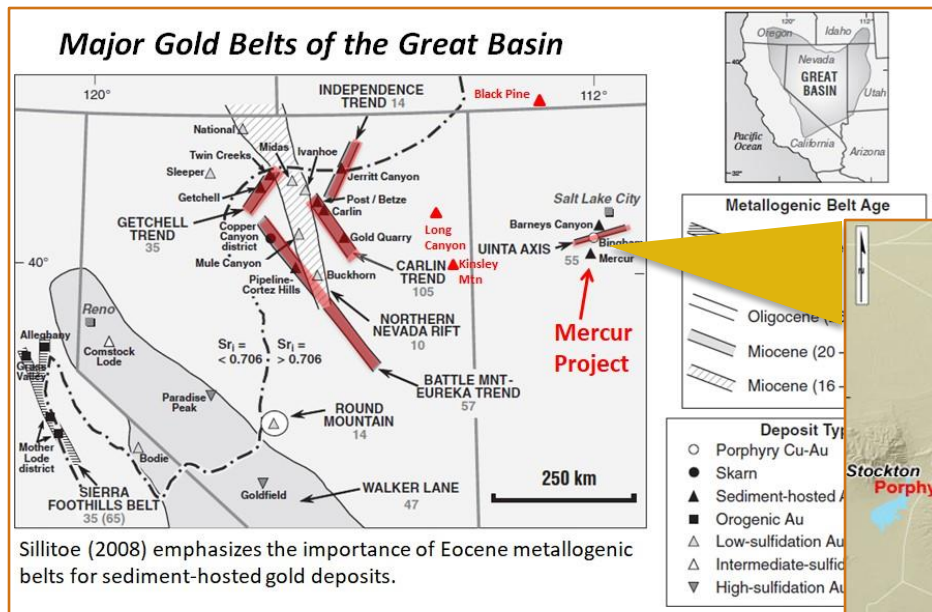 Major Gold Belts of the Great Basin
120°
112°
INDEPENDENCE
TREND 14
Black Pine
National
Midas
Ivanhoe
Twin Creeks
Sleeper
Jerritt Canyon
Getchell
Post / Betze
Carlin
GETCHELL
TREND
35
Copper
Canyon
district
Gold Quarry
Long
Canyon
Salt Lake City
Barneys Canyon
UINTA AXIS
55
Bingham
Mercur
40°
Mule Canyon
Buckhorn
CARLIN
TREND
105
Kinsley
Mtn
Pipeline-
Cortez Hills
Mercur
Project
Reno
NORTHERN
NEVADA RIFT
10
Alleghany
Grass
Valley
Comstock
Lode
Sri =
< 0.706
Sri
> 0.706
BATTLE MNT-
EUREKA TREND
57
Paradise
Peak
ROUND
MOUNTAIN
14
Mother
Lode
district
Bodie
250 km
SIERRA
FOOTHILLS BELT
35 (65)
Goldfield
WALKER LANE
47
Sillitoe (2008) emphasizes the importance of Eocene metallogenic
belts for sediment-hosted gold deposits.
120°
112°
Oregon
Idaho
40°
Nevada
GREAT
BASIN
Utah
Pacific
Ocean
California
Arizona
32°
Metallogenic Belt Age
Oligocene
Miocene (20 –
Miocene (16 –
Deposit Typ
Porphyry Cu-Au
Skarn
Sediment-hosted A
Orogenic Au
Low-sulfidation Au
Intermediate-sulfid
High-sulfidation Au
N
Stockton
Porphy